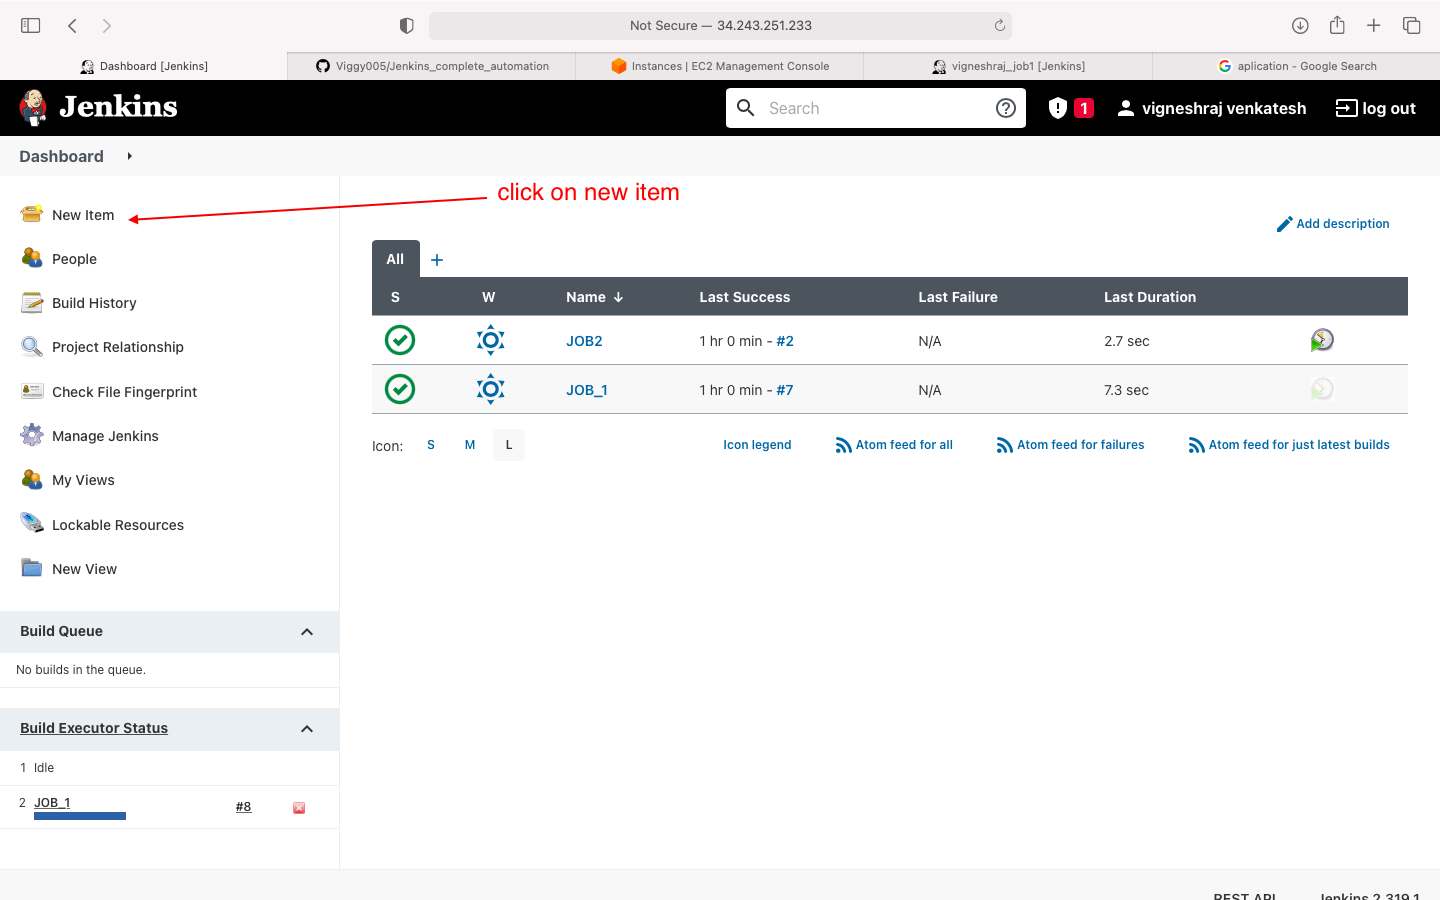 Not Secure — 34.243.251.233
Dashboard [Jenkins]
Viggy005/Jenkins_complete_automation
Instances | EC2 Management Console
vigneshraj_job1 [Jenkins]
aplication - Google Search
Jenkins
Search
1
vigneshraj venkatesh
log out
Dashboard
click on new item
New Item
People
Build History
Project Relationship
Check File Fingerprint
Manage Jenkins
My Views
Lockable Resources
New View
Build Queue
No builds in the queue.
Build Executor Status
1 Idle
2 JOB_1 #8
Add description
All +
S W Name ↓ Last Success Last Failure Last Duration
JOB2 1 hr 0 min - #2 N/A 2.7 sec
JOB_1 1 hr 0 min - #7 N/A 7.3 sec
Icon: S M L
Icon legend Atom feed for all Atom feed for failures Atom feed for just latest builds
REST API Jenkins 2.319.1